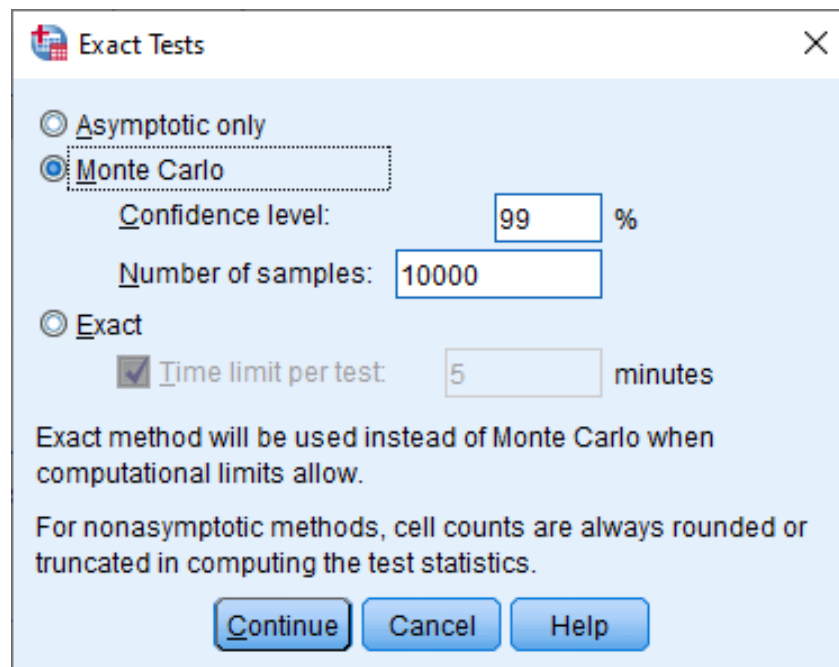 Exact Tests
Asymptotic only
Monte Carlo
Confidence level: 99 %
Number of samples: 10000
Exact
Time limit per test: 5 minutes
Exact method will be used instead of Monte Carlo when
computational limits allow.
For nonasymptotic methods, cell counts are always rounded or
truncated in computing the test statistics.
Continue Cancel Help